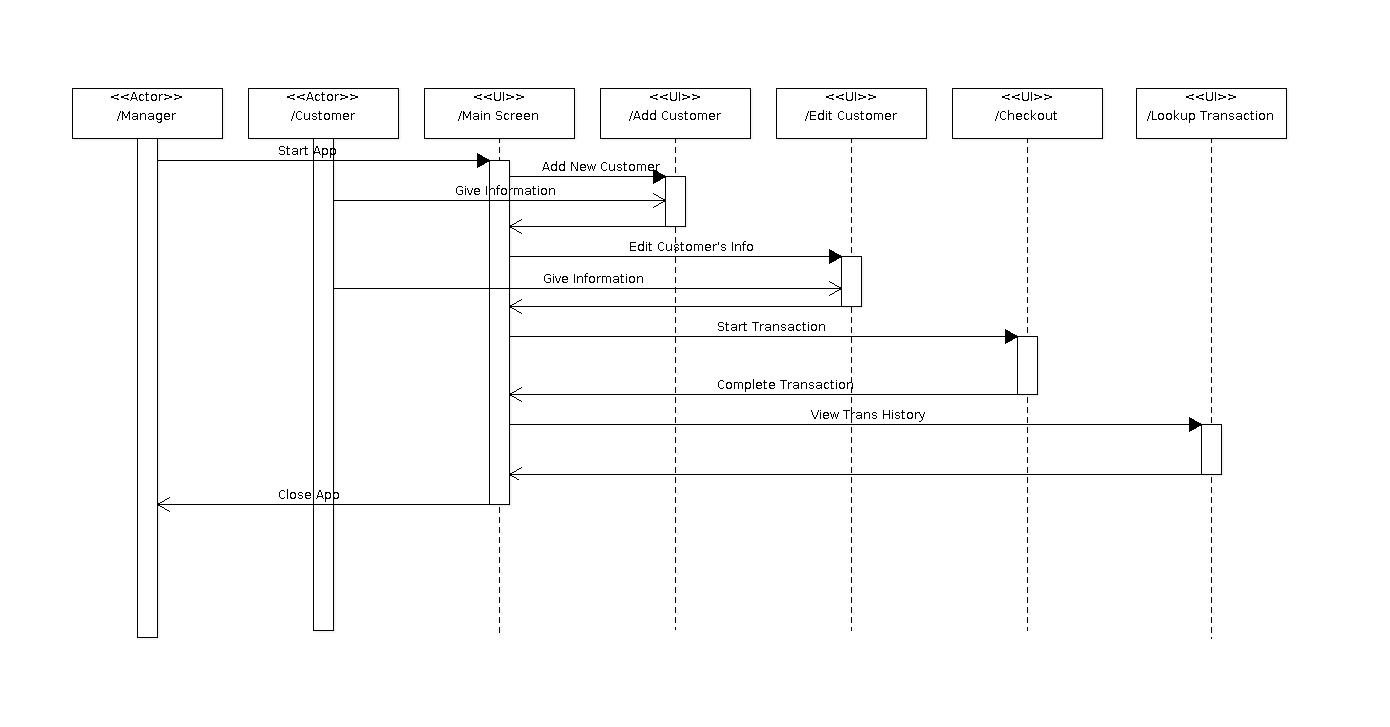 <<Actor>>
/Manager
<<Actor>>
/Customer
<<UI>>
/Main Screen
<<UI>>
/Add Customer
<<UI>>
/Edit Customer
<<UI>>
/Checkout
<<UI>>
/Lookup Transaction
Start App
Add New Customer
Give Information
Edit Customer's Info
Give Information
Start Transaction
Complete Transaction
View Trans History
Close App